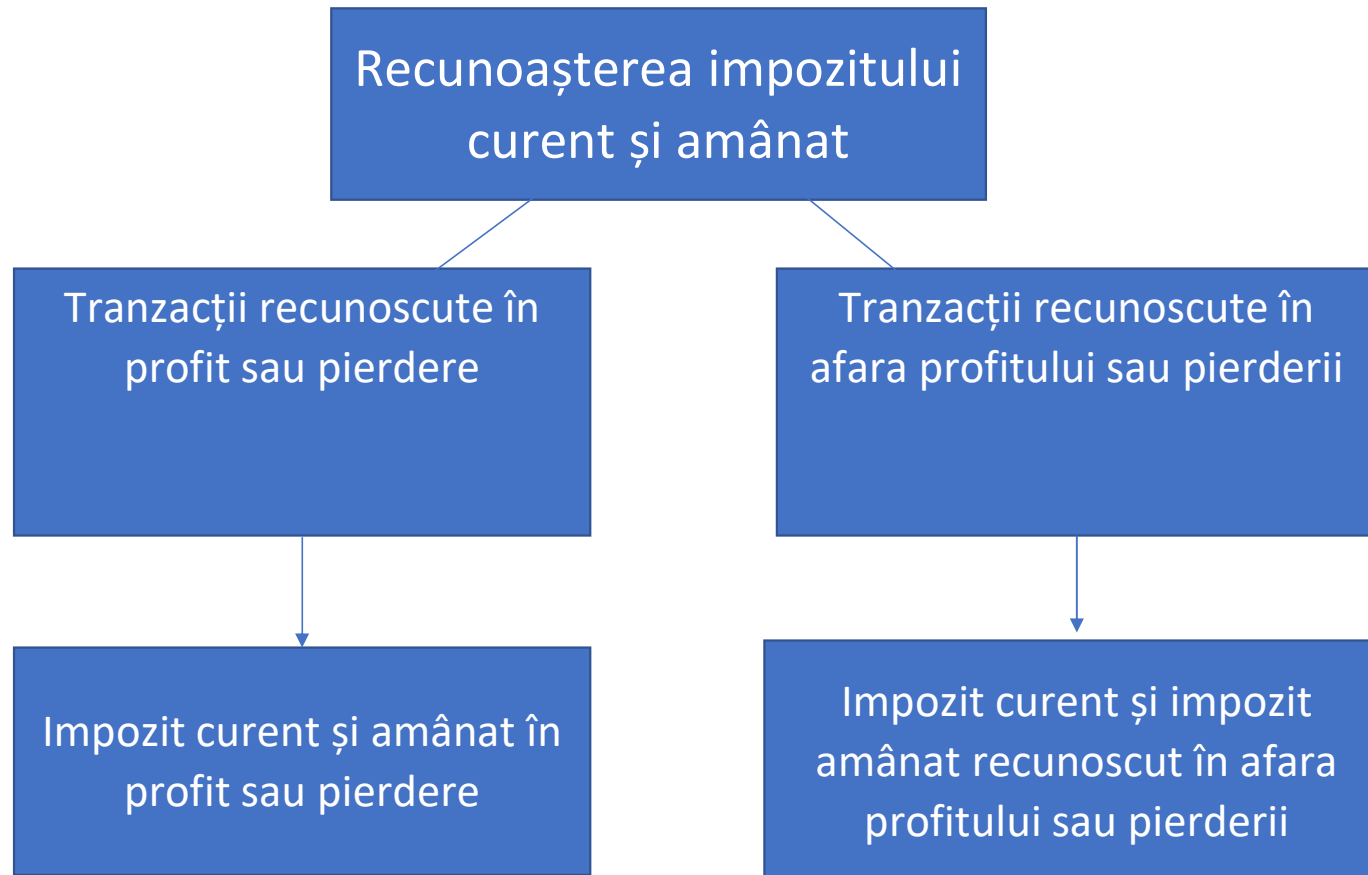 Recunoașterea impozitului
curent și amânat
Tranzacții recunoscute în
profit sau pierdere
Tranzacții recunoscute în
afara profitului sau pierderii
Impozit curent și amânat în
profit sau pierdere
Impozit curent și impozit
amânat recunoscut în afara
profitului sau pierderii